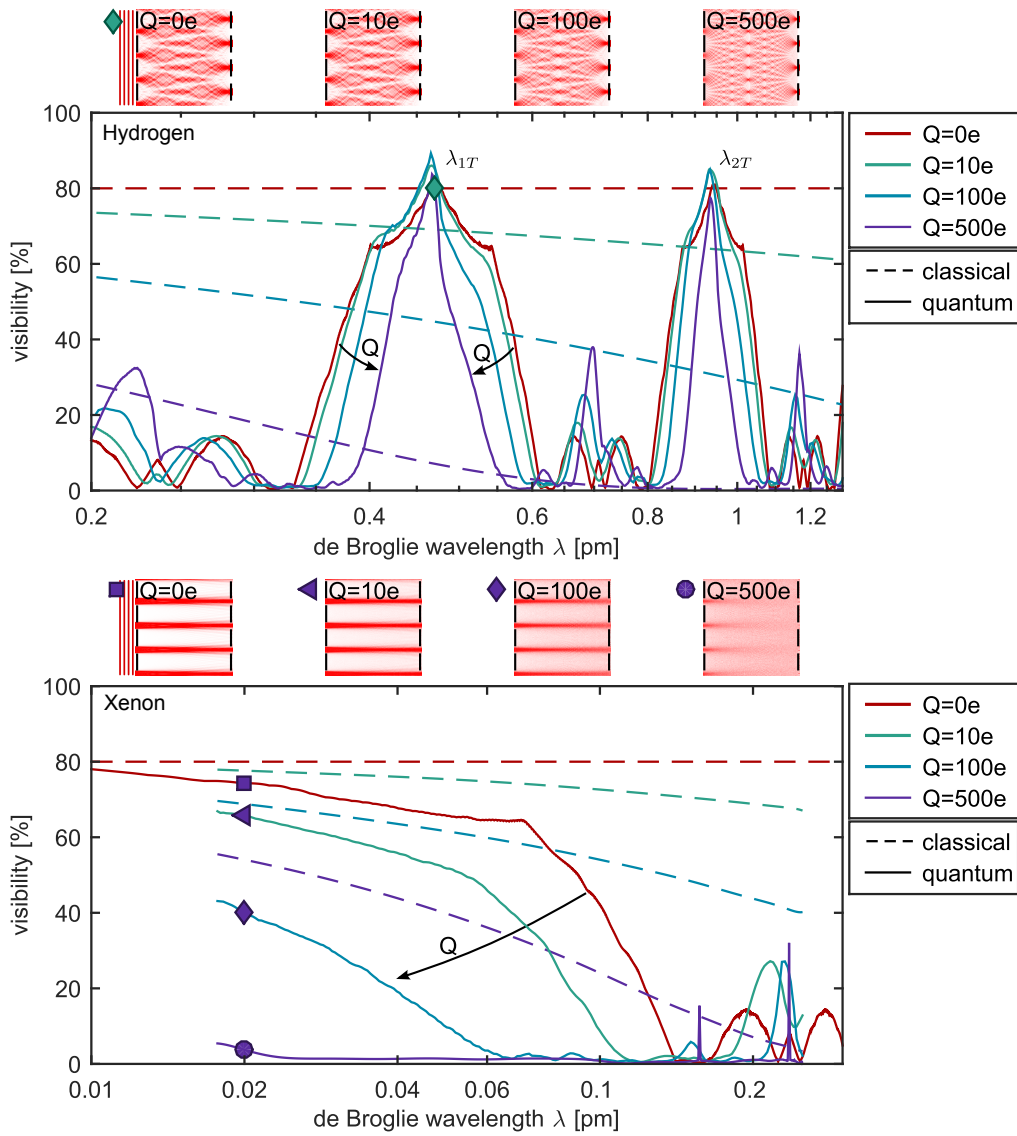 Q=0e Q=10e Q=100e Q=500e
100
80
60
40
20
0
visibility [%]
Hydrogen
λ1T
λ2T
Q
Q
0.2 0.4 0.6 0.8 1 1.2
de Broglie wavelength λ [pm]
Q=0e
Q=10e
Q=100e
Q=500e
classical
quantum
Q=0e Q=10e Q=100e Q=500e
100
80
60
40
20
0
visibility [%]
Xenon
Q
0.01 0.02 0.04 0.06 0.1 0.2
de Broglie wavelength λ [pm]
Q=0e
Q=10e
Q=100e
Q=500e
classical
quantum